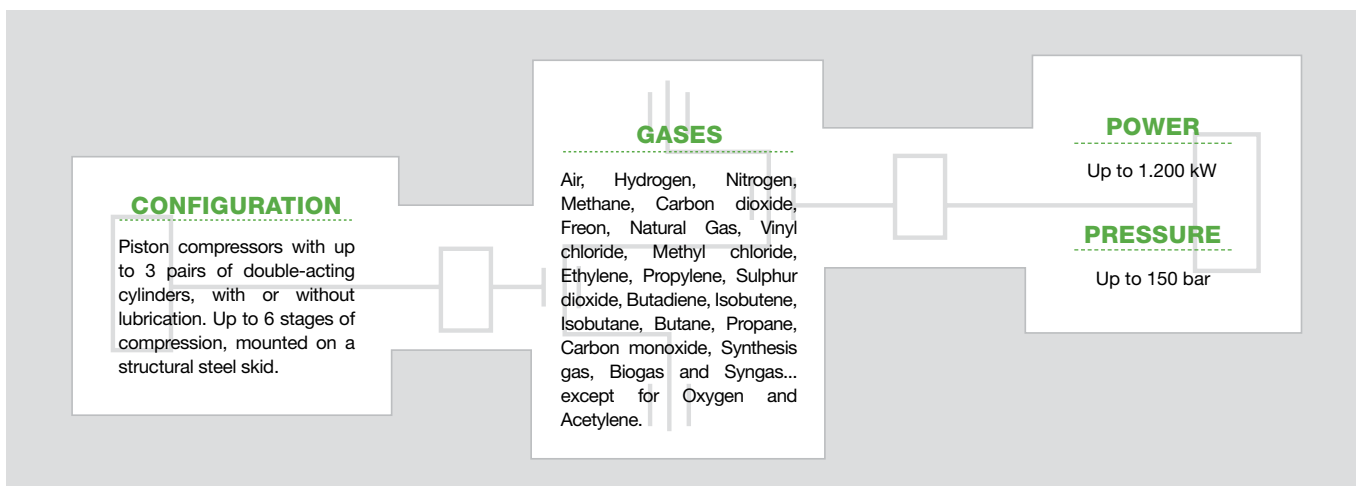 CONFIGURATION
Piston compressors with up
to 3 pairs of double-acting
cylinders, with or without
lubrication. Up to 6 stages of
compression, mounted on a
structural steel skid.
GASES
Air, Hydrogen, Nitrogen,
Methane, Carbon dioxide,
Freon, Natural Gas, Vinyl
chloride, Methyl chloride,
Ethylene, Propylene, Sulphur
dioxide, Butadiene, Isobutene,
Isobutane, Butane, Propane,
Carbon monoxide, Synthesis
gas, Biogas and Syngas...
except for Oxygen and
Acetylene.
POWER
Up to 1.200 kW
PRESSURE
Up to 150 bar